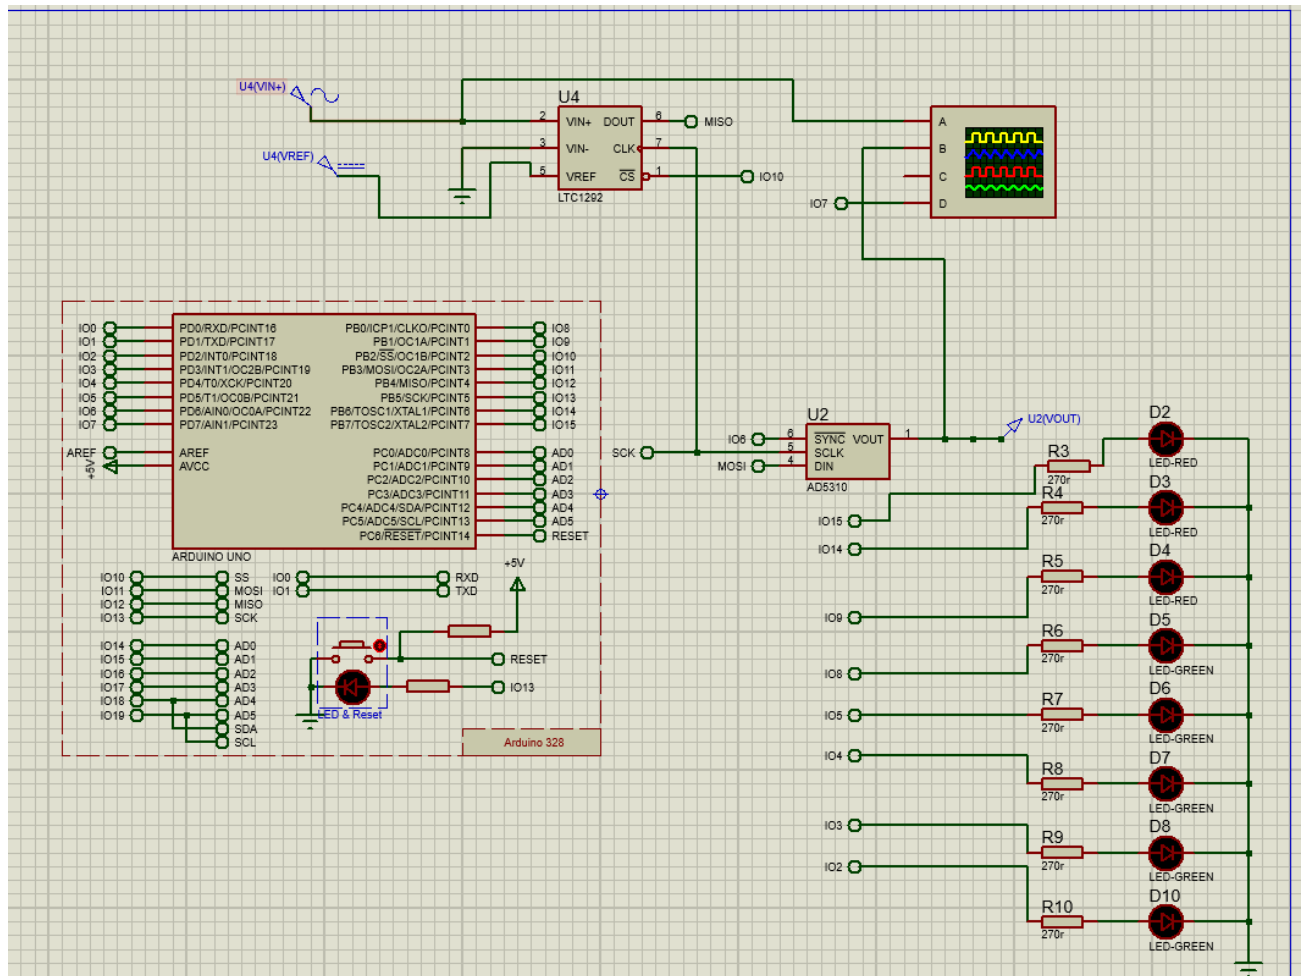 U4(VIN+)
U4(VREF)
U4
2 VIN+ DOUT 6 MISO
3 VIN- CLK 7
5 VREF CS 1 IO10
LTC1292
A
B
C
IO7 D
IO0 PD0/RXD/PCINT16 PB0/ICP1/CLKO/PCINT0 IO8
IO1 PD1/TXD/PCINT17 PB1/OC1A/PCINT1 IO9
IO2 PD2/INT0/PCINT18 PB2/SS/OC1B/PCINT2 IO10
IO3 PD3/INT1/OC2B/PCINT19 PB3/MOSI/OC2A/PCINT3 IO11
IO4 PD4/T0/XCK/PCINT20 PB4/MISO/PCINT4 IO12
IO5 PD5/T1/OC0B/PCINT21 PB5/SCK/PCINT5 IO13
IO6 PD6/AIN0/OC0A/PCINT22 PB6/TOSC1/XTAL1/PCINT6 IO14
IO7 PD7/AIN1/PCINT23 PB7/TOSC2/XTAL2/PCINT7 IO15
AREF AREF PC0/ADC0/PCINT8 AD0
+5V AVCC PC1/ADC1/PCINT9 AD1
PC2/ADC2/PCINT10 AD2
PC3/ADC3/PCINT11 AD3
PC4/ADC4/SDA/PCINT12 AD4
PC5/ADC5/SCL/PCINT13 AD5
PC6/RESET/PCINT14 RESET
ARDUINO UNO
IO10 SS IO0 RXD
IO11 MOSI IO1 TXD
IO12 MISO
IO13 SCK
+5V
IO14 AD0
IO15 AD1
IO16 AD2
IO17 AD3
IO18 AD4
IO19 AD5
SDA
SCL
RESET
IO13
LED & Reset
Arduino 328
U2
IO6 6 SYNC VOUT 1
SCK 5 SCLK
MOSI 4 DIN
AD5310
U2(VOUT)
D2
R3
LED-RED
270r
D3
R4
IO15
IO14
LED-RED
270r
D4
R5
LED-RED
270r
IO9
D5
R6
LED-GREEN
270r
IO8
D6
R7
IO5
LED-GREEN
270r
D7
IO4
R8
LED-GREEN
270r
D8
IO3
R9
LED-GREEN
270r
IO2
D10
R10
LED-GREEN
270r